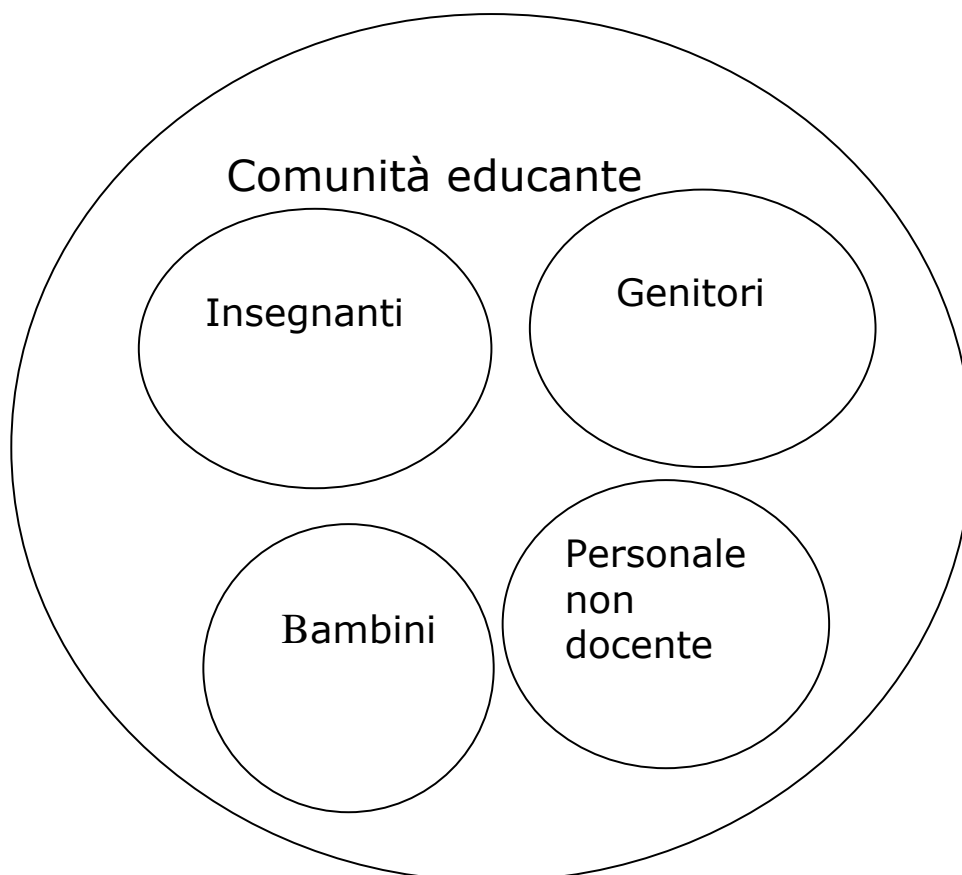 Comunità educante
Insegnanti
Genitori
Bambini
Personale
non
docente